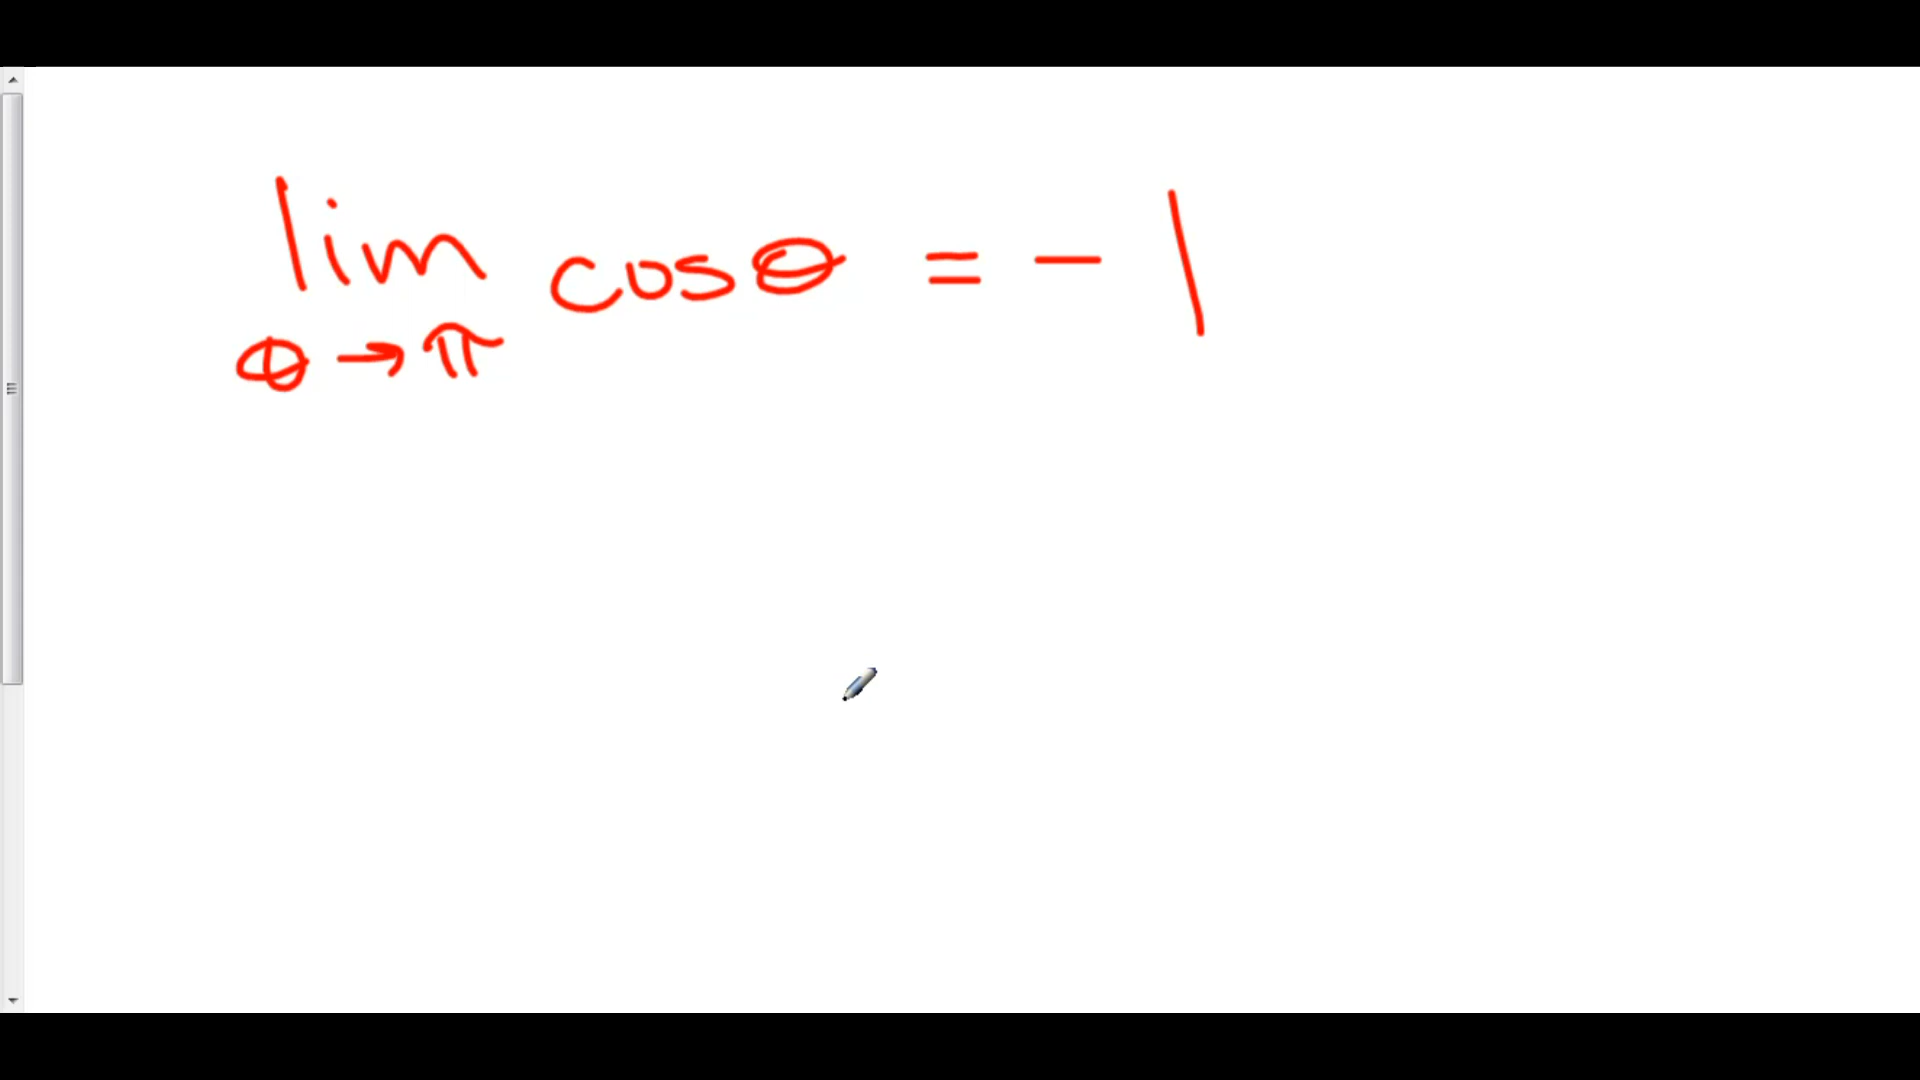 lim cosθ = -1
θ→π